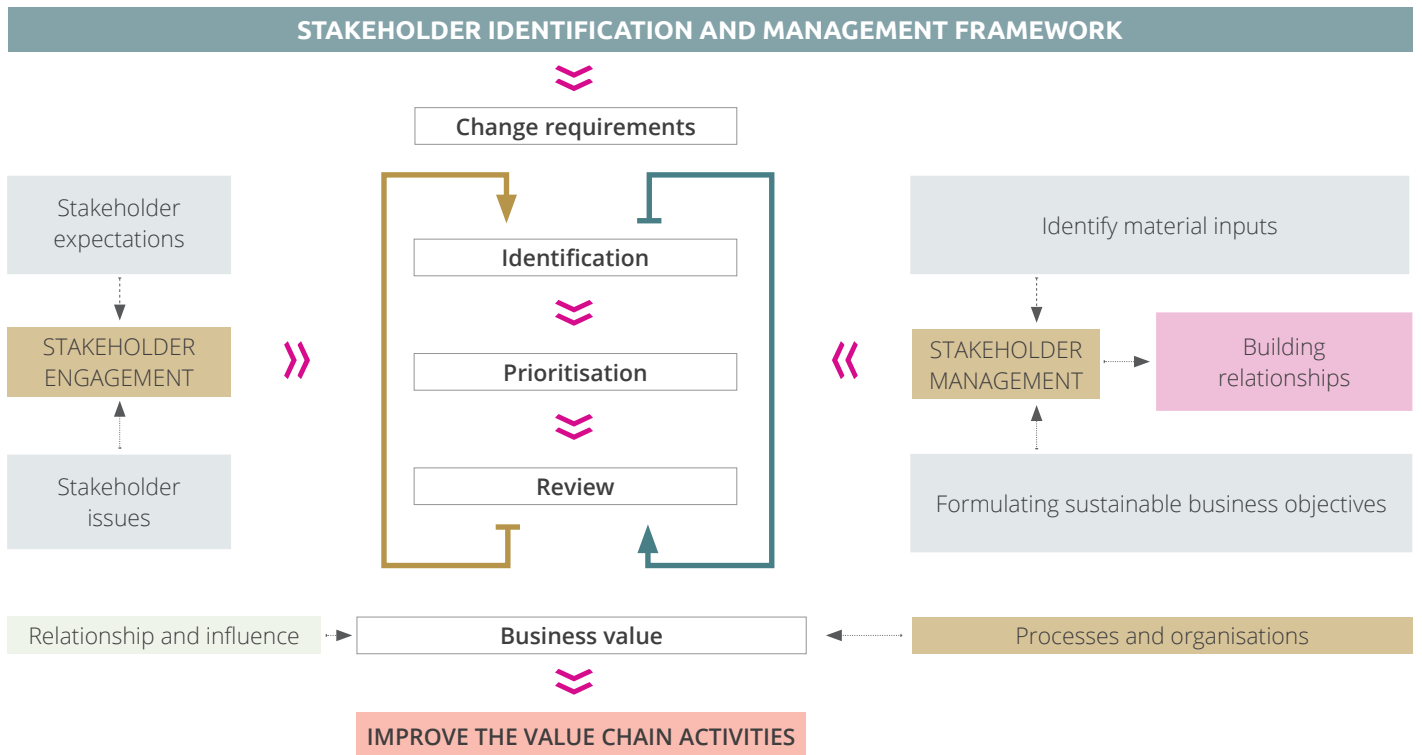 STAKEHOLDER IDENTIFICATION AND MANAGEMENT FRAMEWORK
Change requirements
Stakeholder
expectations
STAKEHOLDER
ENGAGEMENT
Stakeholder
issues
Identification
Prioritisation
Review
Identify material inputs
STAKEHOLDER
MANAGEMENT
Building
relationships
Formulating sustainable business objectives
Relationship and influence
Business value
Processes and organisations
IMPROVE THE VALUE CHAIN ACTIVITIES